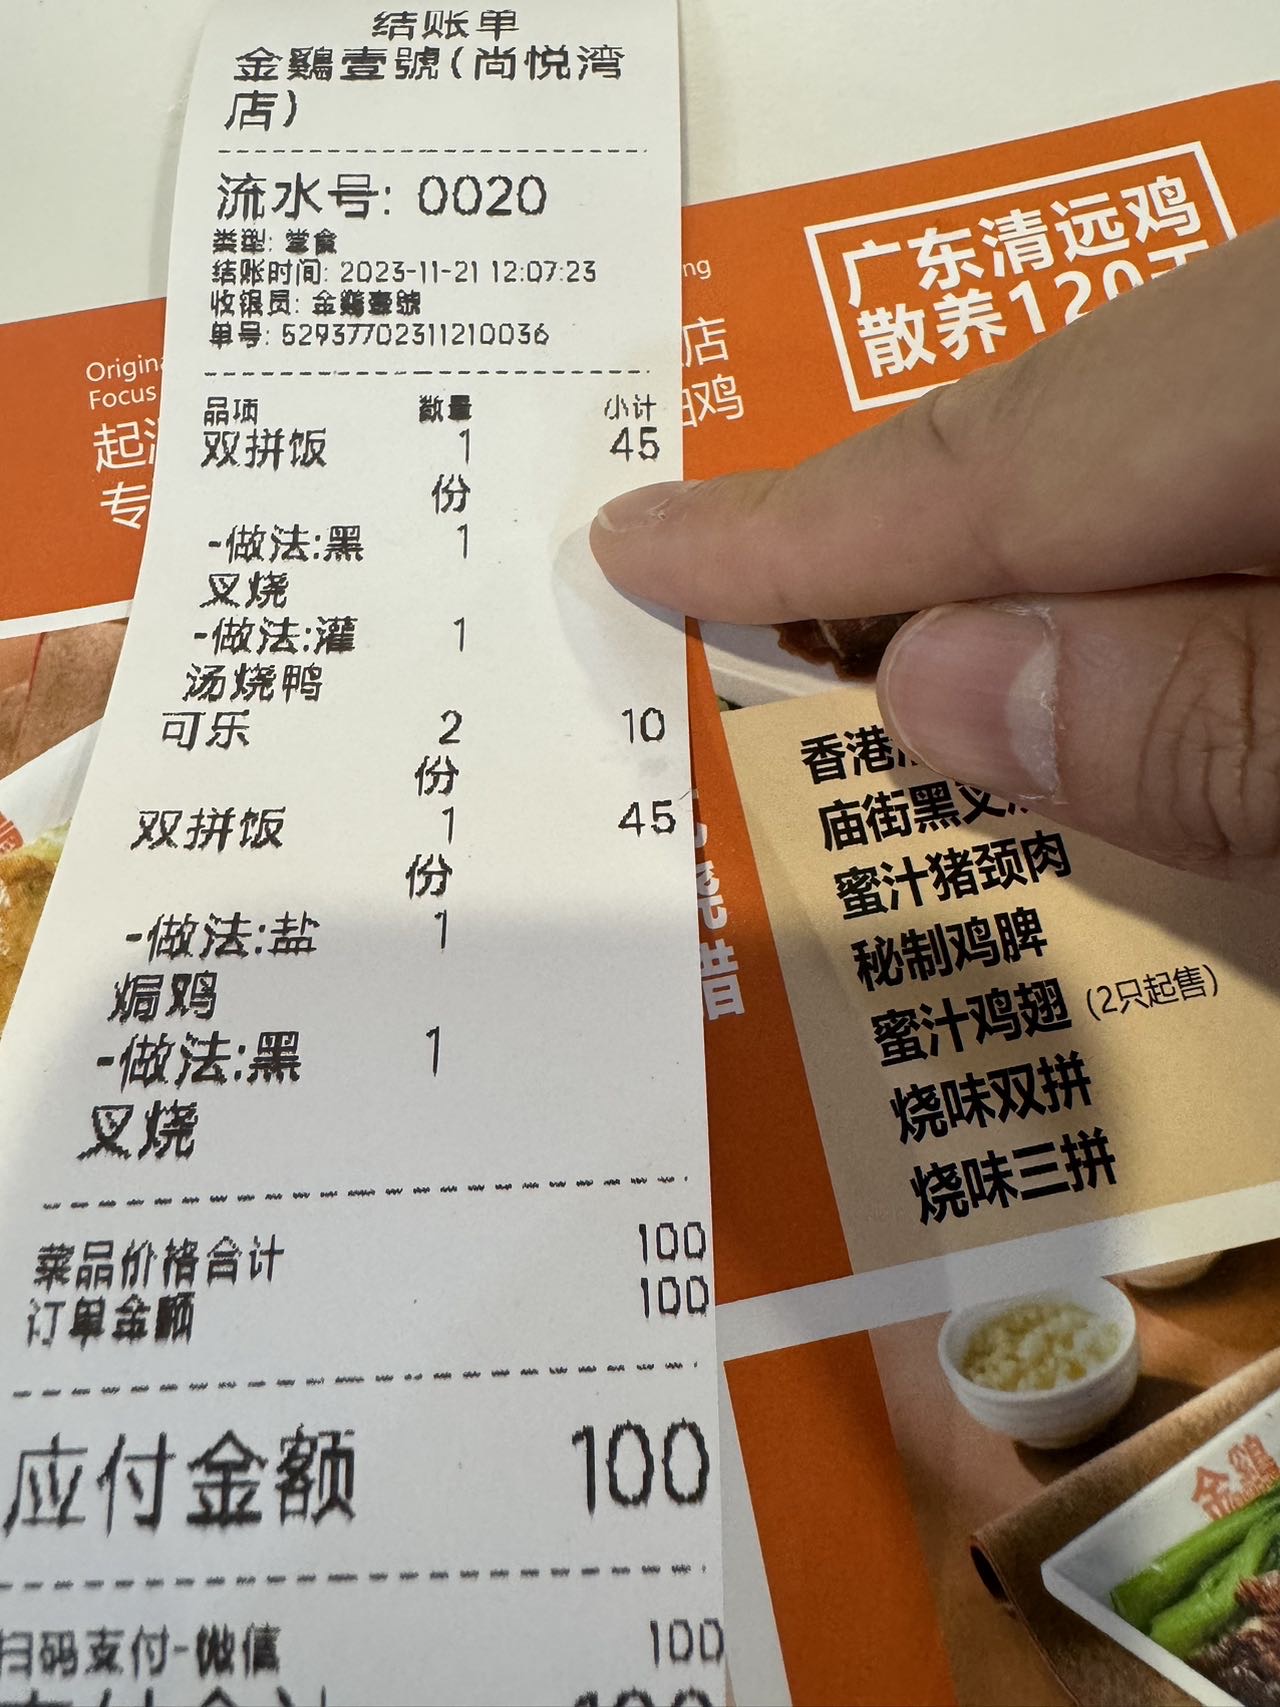 结账单
金鷄壹號(尚悦湾
店)
流水号: 0020
类型: 堂食
结账时间: 2023-11-21 12:07:23
收银员: 金鷄壹號
单号: 52937702311210036
品项 数量 小计
双拼饭 1 45
份
-做法:黑 1
叉烧
-做法:灌 1
汤烧鸭
可乐 2 10
份
双拼饭 1 45
份
-做法:盐 1
焗鸡
-做法:黑 1
叉烧
菜品价格合计 100
订单金额 100
应付金额 100
扫码支付-微信 100
100
Origina
Focus
起
专
ng
店
鸡
广东清远鸡
散养120天
香港
庙街黑叉
蜜汁猪颈肉
秘制鸡脾
蜜汁鸡翅 (2只起售)
烧味双拼
烧味三拼
金鷄